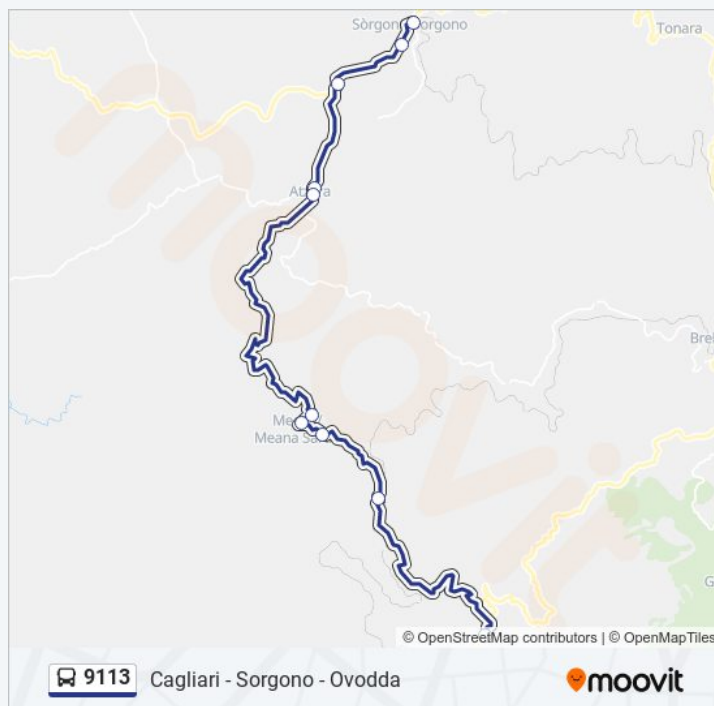 Sòrgono/Sorgono
Tonara
Atzara
Meana Sardo
© OpenStreetMap contributors | © OpenMapTiles
9113 Cagliari - Sorgono - Ovodda
moovit